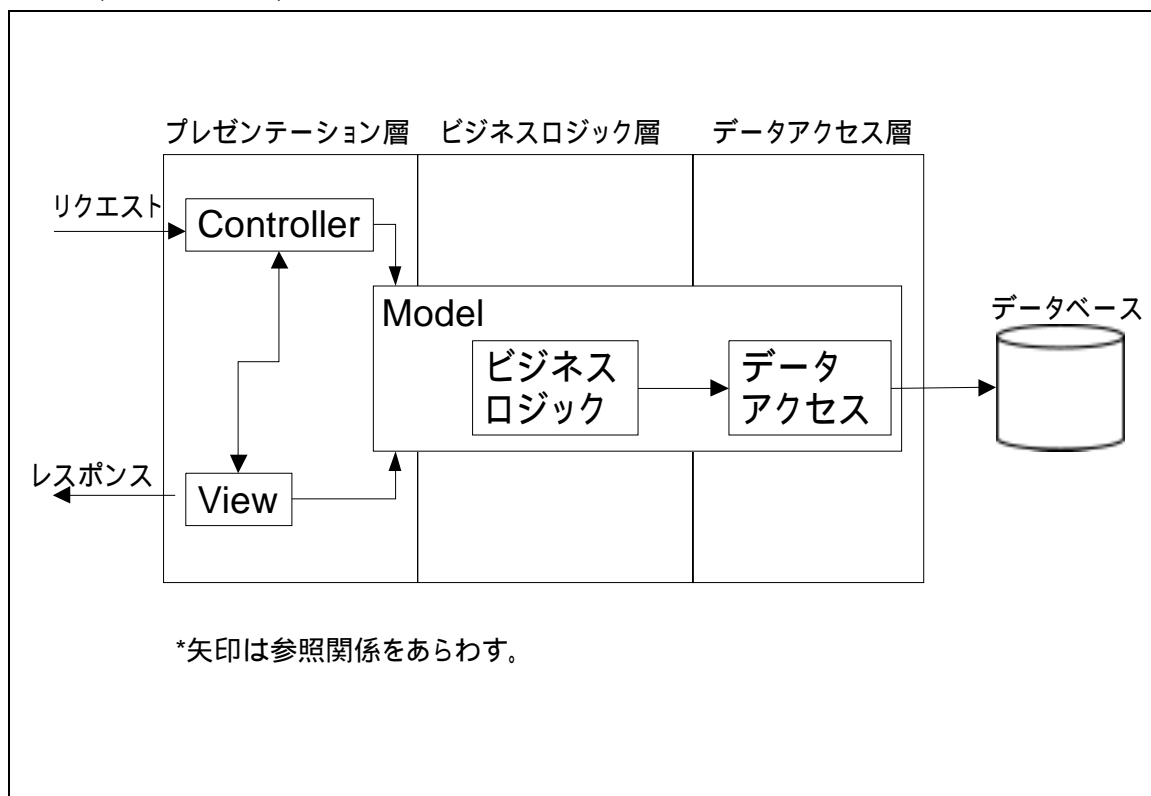 プレゼンテーション層 ビジネスロジック層 データアクセス層
リクエスト
Controller
Model
データベース
ビジネス
ロジック
データ
アクセス
レスポンス
View
*矢印は参照関係をあらわす。